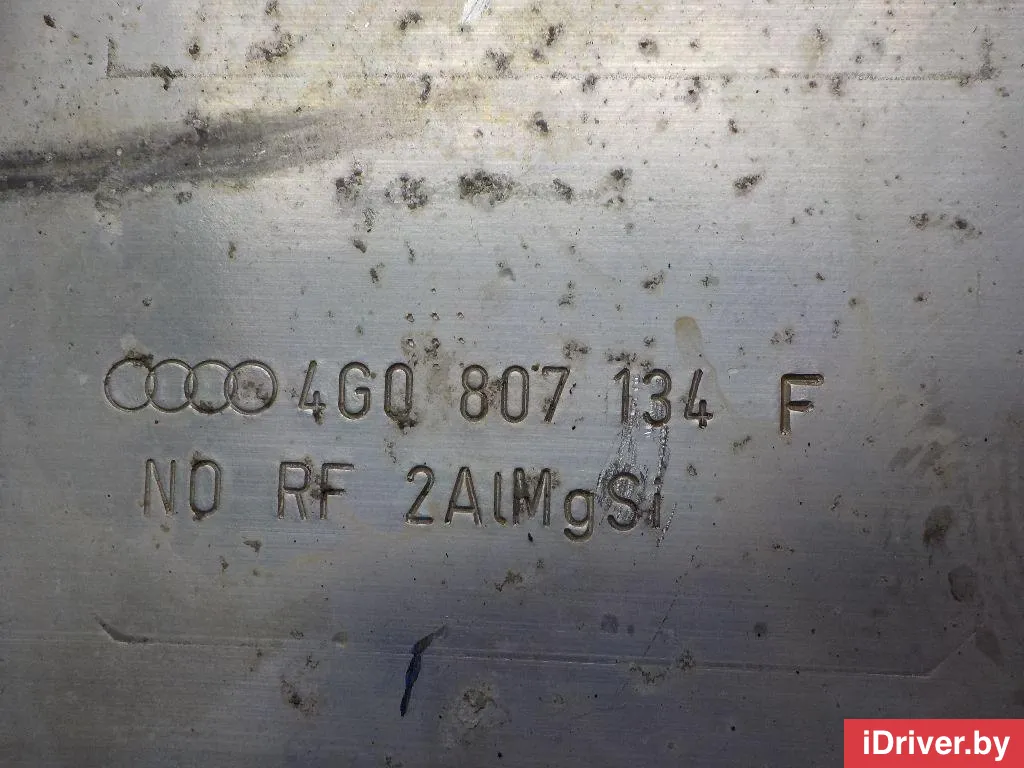 4G0 807 134 F
NO RF 2AlMgSi
iDriver.by